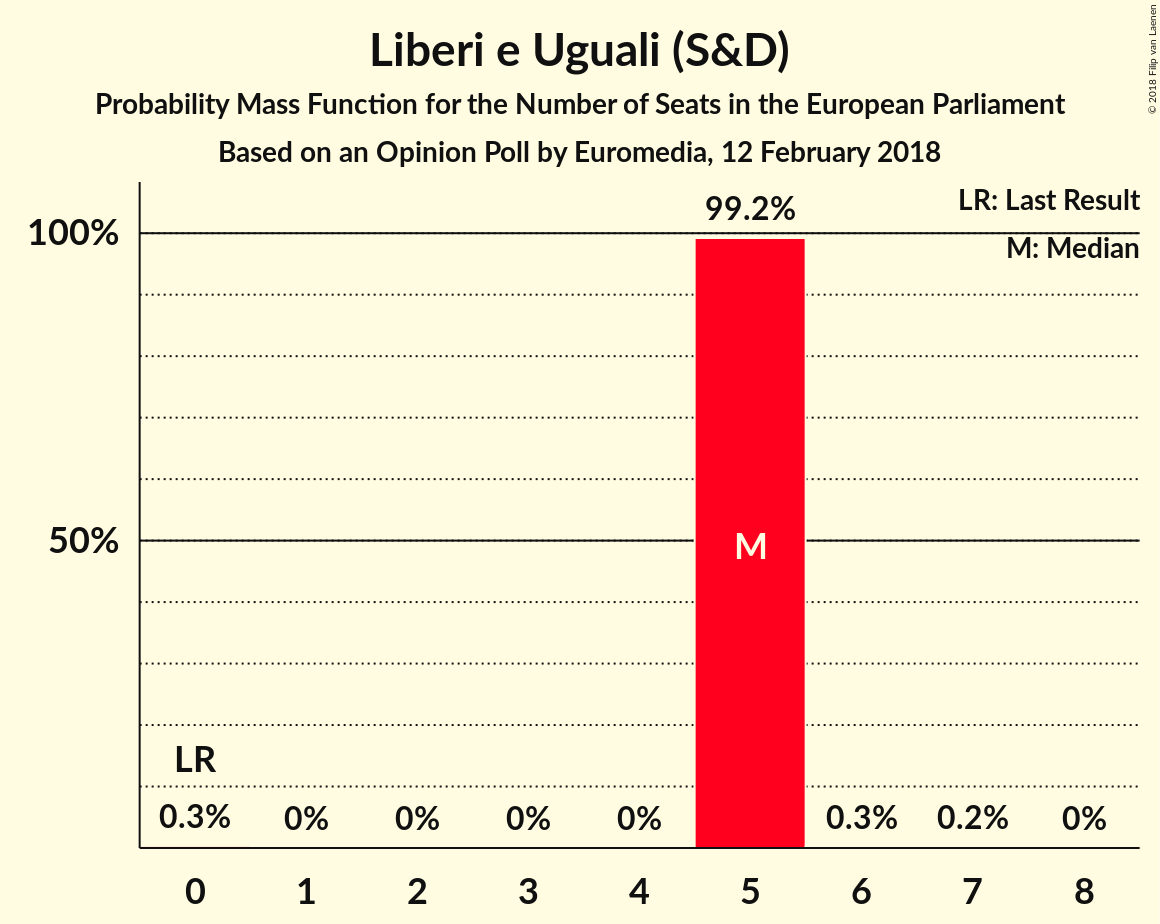 Liberi e Uguali (S&D)
Probability Mass Function for the Number of Seats in the European Parliament
Based on an Opinion Poll by Euromedia, 12 February 2018
© 2018 Filip van Laenen
LR: Last Result
M: Median
99.2%
100%
50%
M
LR
0.3% 0% 0% 0% 0% 0.3% 0.2% 0%
0 1 2 3 4 5 6 7 8